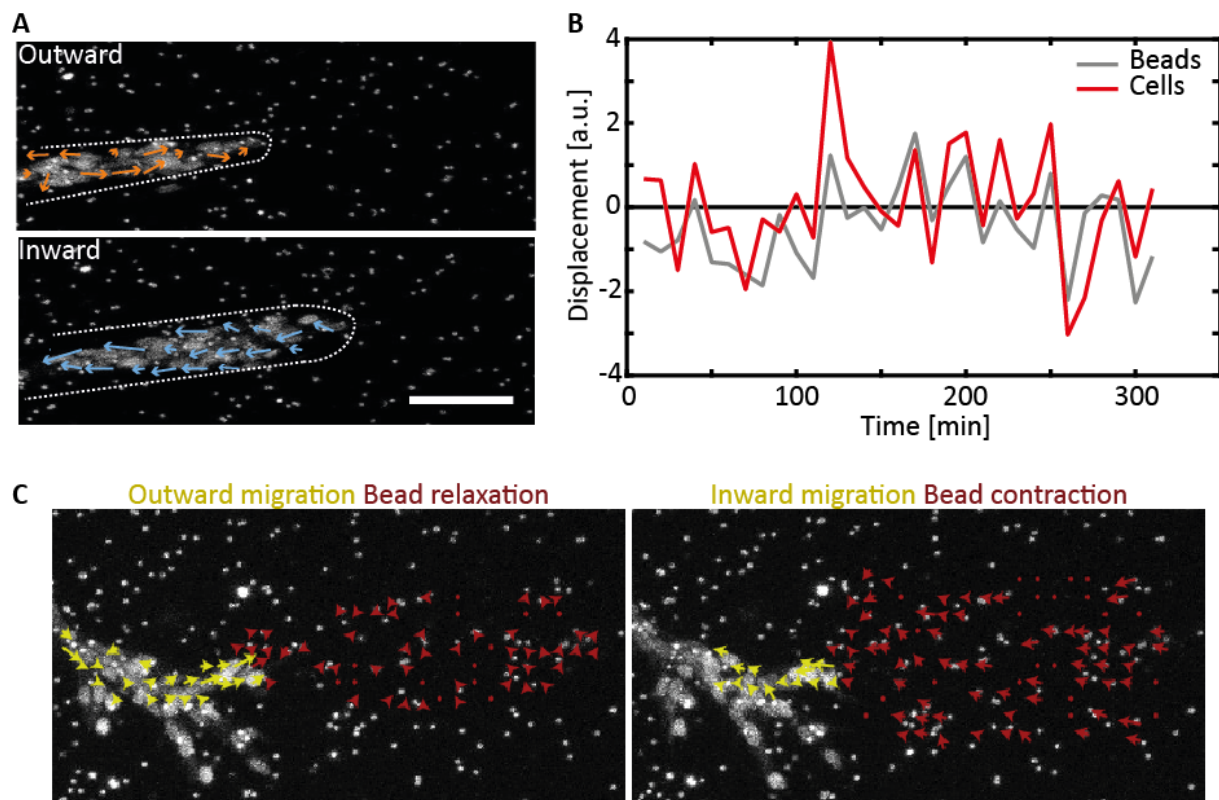 A
Outward
Inward
B
Displacement [a.u.]
4
2
0
-2
-4
Beads
Cells
0
100
200
300
Time [min]
C
Outward migration Bead relaxation
Inward migration Bead contraction